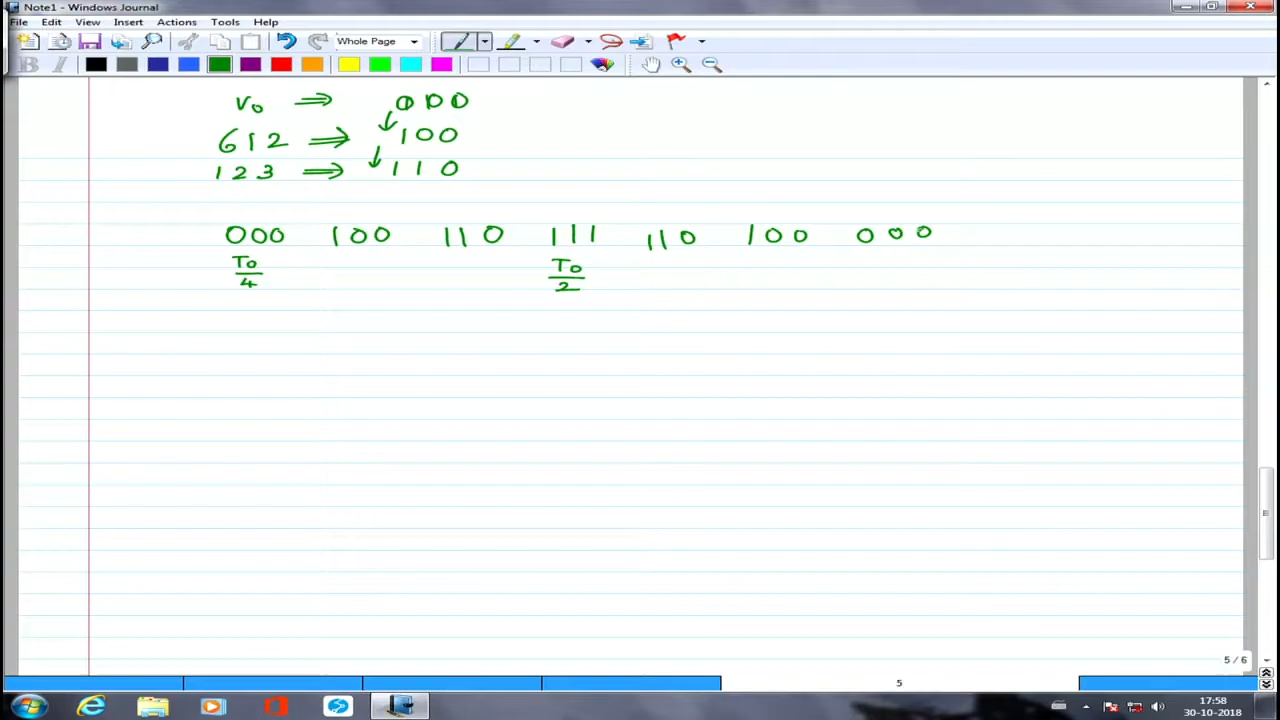 Note1 - Windows Journal
File Edit View Insert Actions Tools Help
Whole Page
B I
V0 ⇒ 000
612 ⇒ 100
123 ⇒ 110
000 100 110 111 110 100 000
T0 T0
4 2
5 / 6
5
17:58
30-10-2018